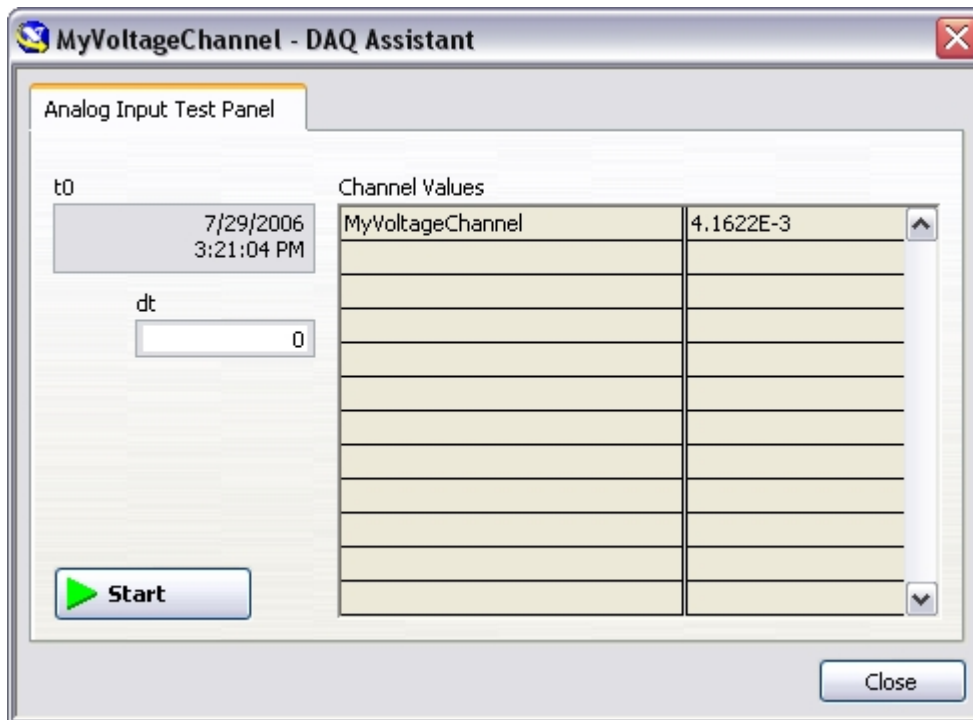 MyVoltageChannel - DAQ Assistant
Analog Input Test Panel
t0
7/29/2006
3:21:04 PM
dt
0
Channel Values
MyVoltageChannel 4.1622E-3
Start
Close